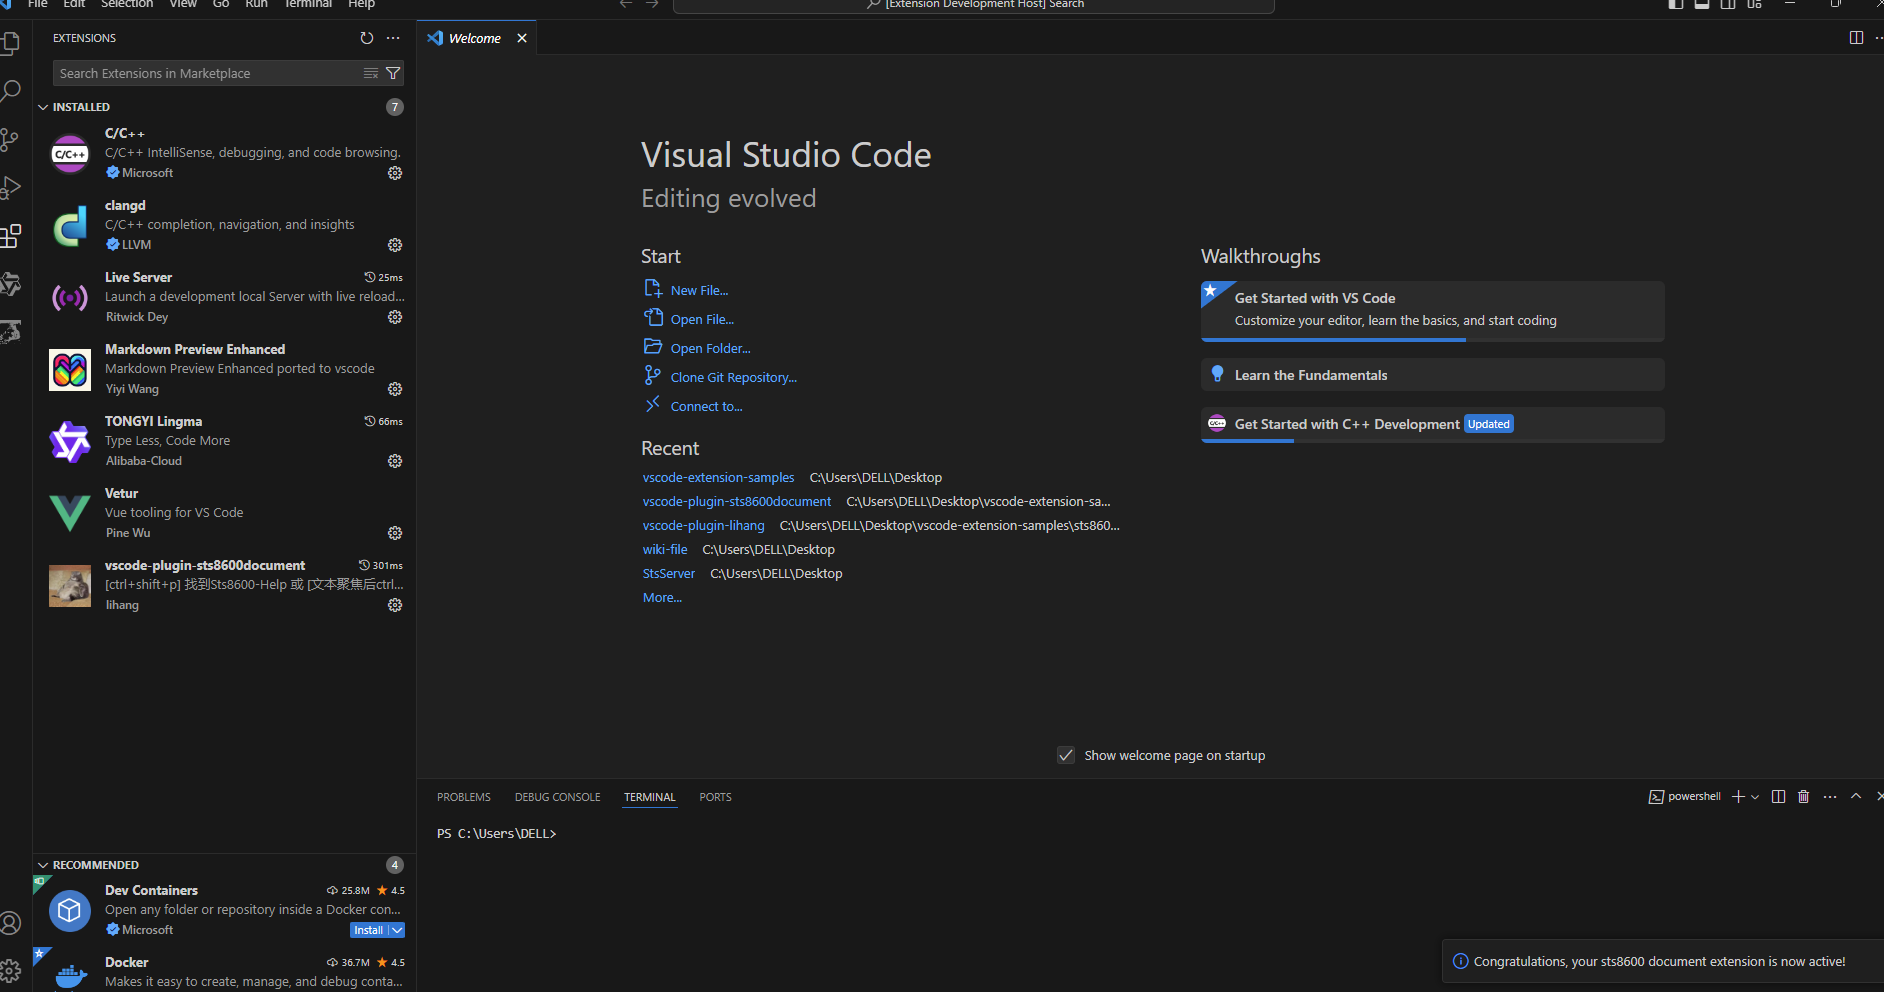 File Edit Selection View Go Run Terminal Help
[Extension Development Host] Search
EXTENSIONS
Search Extensions in Marketplace
INSTALLED 7
C/C++
C/C++ IntelliSense, debugging, and code browsing.
Microsoft
clangd
C/C++ completion, navigation, and insights
LLVM
Live Server 25ms
Launch a development local Server with live reload...
Ritwick Dey
Markdown Preview Enhanced
Markdown Preview Enhanced ported to vscode
Yiyi Wang
TONGYI Lingma 66ms
Type Less, Code More
Alibaba-Cloud
Vetur
Vue tooling for VS Code
Pine Wu
vscode-plugin-sts8600document 301ms
[ctrl+shift+p] 找到Sts8600-Help 或 [文本聚焦后ctrl...
lihang
RECOMMENDED 4
Dev Containers 25.8M 4.5
Open any folder or repository inside a Docker con...
Microsoft Install
Docker 36.7M 4.5
Makes it easy to create, manage, and debug conta...
Welcome
Visual Studio Code
Editing evolved
Start
New File...
Open File...
Open Folder...
Clone Git Repository...
Connect to...
Recent
vscode-extension-samples C:\Users\DELL\Desktop
vscode-plugin-sts8600document C:\Users\DELL\Desktop\vscode-extension-sa...
vscode-plugin-lihang C:\Users\DELL\Desktop\vscode-extension-samples\sts860...
wiki-file C:\Users\DELL\Desktop
StsServer C:\Users\DELL\Desktop
More...
Walkthroughs
Get Started with VS Code
Customize your editor, learn the basics, and start coding
Learn the Fundamentals
C/C++ Get Started with C++ Development Updated
Show welcome page on startup
PROBLEMS DEBUG CONSOLE TERMINAL PORTS
powershell
PS C:\Users\DELL>
Congratulations, your sts8600 document extension is now active!